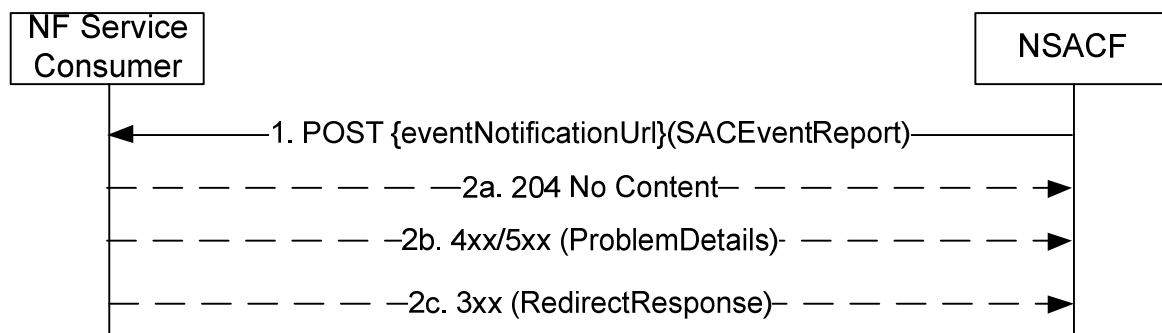 NF Service
Consumer
NSACF
1. POST {eventNotificationUrl}(SACEventReport)
2a. 204 No Content
2b. 4xx/5xx (ProblemDetails)
2c. 3xx (RedirectResponse)